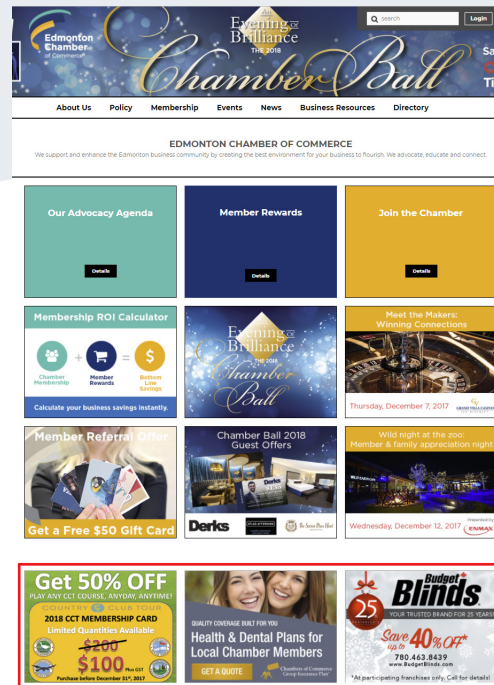 Edmonton
Chamber
of Commerce
An
Evening OF
Brilliance
THE 2018
Chamber Ball
search
Login
Sa
Ti
About Us Policy Membership Events News Business Resources Directory
EDMONTON CHAMBER OF COMMERCE
We support and enhance the Edmonton business community by creating the best environment for your business to flourish. We advocate, educate and connect.
Our Advocacy Agenda
Details
Member Rewards
Details
Join the Chamber
Details
Membership ROI Calculator
+ =
$
Chamber
Membership
Member
Rewards
Bottom
Line
Savings
Calculate your business savings instantly.
Evening OF
Brilliance
THE 2018
Chamber
Ball
Meet the Makers:
Winning Connections
Thursday, December 7, 2017
GRAND VILLA CASINO
Member Referral Offer
VISA
Get a Free $50 Gift Card
Chamber Ball 2018
Guest Offers
Derks
Derks
Wild night at the zoo:
Member & family appreciation night
Wednesday, December 12, 2017
Presented by
ENMAX
Get 50% OFF
PLAY ANY CCT COURSE, ANYDAY, ANYTIME!
COUNTRY CLUB TOUR
2018 CCT MEMBERSHIP CARD
Limited Quantities Available
$200
$100 Plus GST
Purchase before December 31st, 2017
QUALITY COVERAGE BUILT FOR YOU
Health & Dental Plans for
Local Chamber Members
GET A QUOTE
Chambers of Commerce
Group Insurance Plan
25
Budget
Blinds
YOUR TRUSTED BRAND FOR 25 YEARS!
Save up to 40% OFF*
780.463.8439
www.BudgetBlinds.com
*At participating franchises only. Call for details!